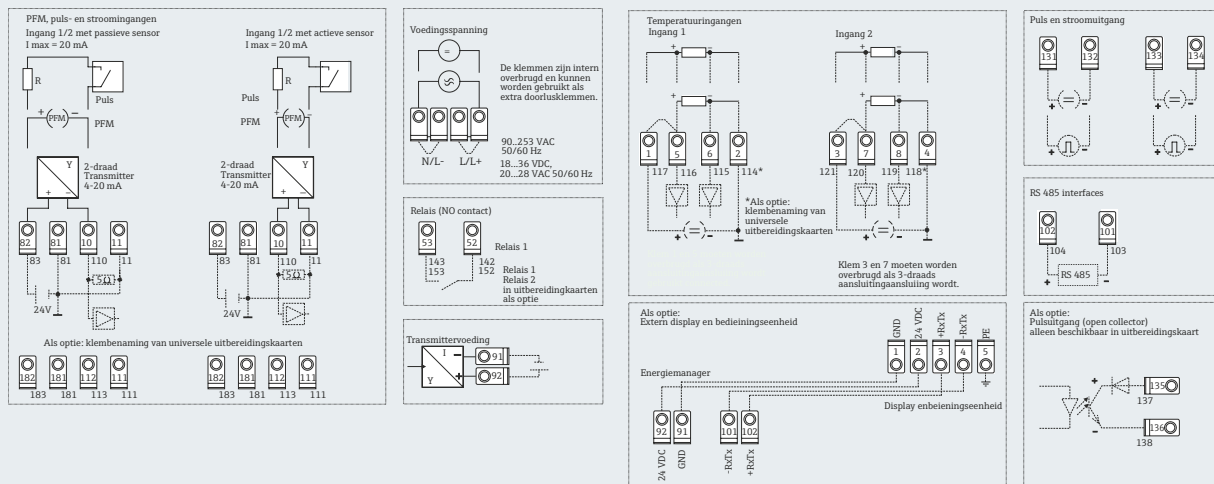 PFM, puls- en stroomingangen
Ingang 1/2 met passieve sensor
I max = 20 mA
R
Puls
+ PFM −
PFM
Y
+ −
2-draad
Transmitter
4-20 mA
82 81 10 11
83 81 110 11
5Ω
24V
Ingang 1/2 met actieve sensor
I max = 20 mA
R
Puls
+ PFM −
PFM
Y
+ −
2-draad
Transmitter
4-20 mA
82 81 10 11
83 81 110 11
5Ω
24V
Als optie: klembenaming van universele uitbereidingskaarten
182 181 112 111
183 181 113 111
182 181 112 111
183 181 113 111
Voedingsspanning
=
De klemmen zijn intern
overbrugd en kunnen
worden gebruikt als
extra doorlusklemmen.
N/L- L/L+
90..253 VAC
50/60 Hz
18...36 VDC,
20...28 VAC 50/60 Hz
Relais (NO contact)
53 52
Relais 1
143 142
153 152
Relais 1
Relais 2
in uitbereidingkaarten
als optie
Transmittervoeding
I −
Y +
91
92
Temperatuuringangen
Ingang 1
+ −
+ −
1 5 6 2
117 116 115 114*
+ = −
*Als optie:
klembenaming van
universele
uitbereidingskaarten
Ingang 2
+ −
+ −
3 7 8 4
121 120 119 118*
+ = −
Klem 3 en 7 moeten worden
overbrugd als 3-draads
aansluitingaansluiing wordt.
Als optie:
Extern display en bedieiningseenheid
GND 24 VDC +RxTx -RxTx PE
1 2 3 4 5
Energiemanager
Display enbeieningseenheid
92 91 101 102
24 VDC GND -RxTx +RxTx
Puls en stroomuitgang
131 132 133 134
+ = − + = −
+ − + −
RS 485 interfaces
102 101
104 103
+ RS 485 −
Als optie:
Pulsuitgang (open collector)
alleen beschikbaar in uitbereidingskaart
+
135
137
−
136
138